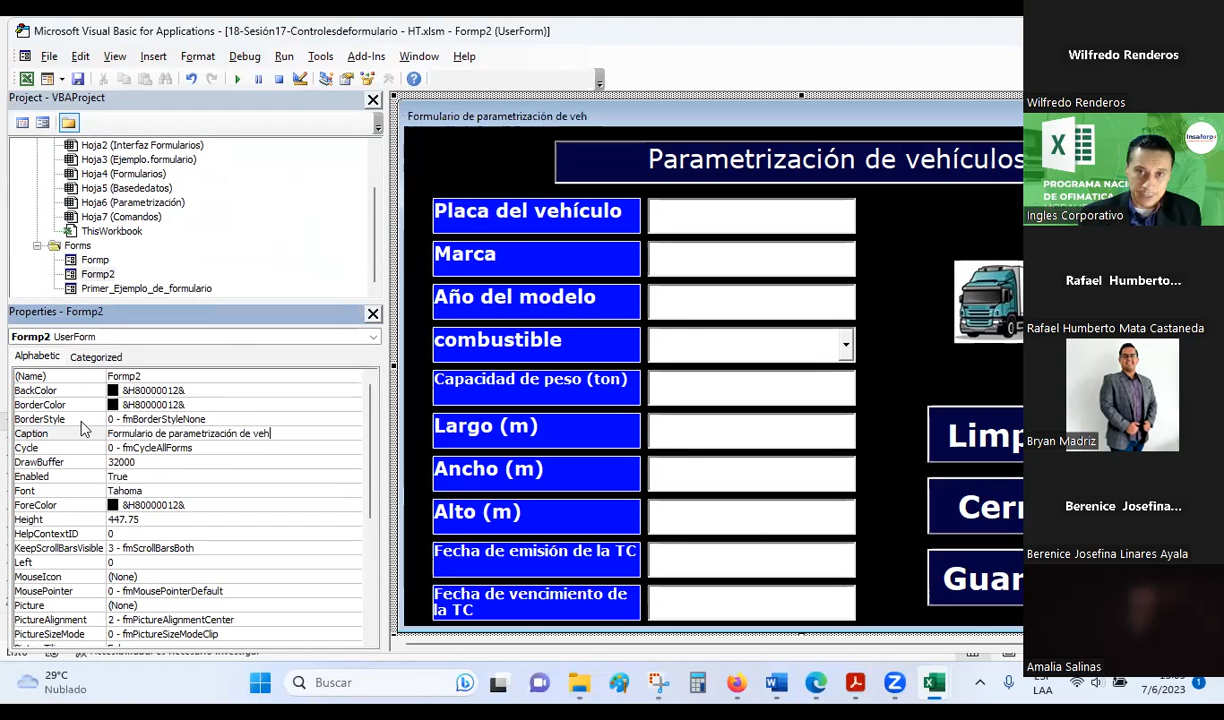 Microsoft Visual Basic for Applications - [18-Sesión17-Controlesdeformulario - HT.xlsm - Formp2 (UserForm)]
File Edit View Insert Format Debug Run Tools Add-Ins Window Help
Project - VBAProject
Hoja2 (Interfaz Formularios)
Hoja3 (Ejemplo.formulario)
Hoja4 (Formularios)
Hoja5 (Basededatos)
Hoja6 (Parametrización)
Hoja7 (Comandos)
ThisWorkbook
Forms
Formp
Formp2
Primer_Ejemplo_de_formulario
Properties - Formp2
Formp2 UserForm
Alphabetic Categorized
(Name) Formp2
BackColor &H80000012&
BorderColor &H80000012&
BorderStyle 0 - fmBorderStyleNone
Caption Formulario de parametrización de veh
Cycle 0 - fmCycleAllForms
DrawBuffer 32000
Enabled True
Font Tahoma
ForeColor &H80000012&
Height 447.75
HelpContextID 0
KeepScrollBarsVisible 3 - fmScrollBarsBoth
Left 0
MouseIcon (None)
MousePointer 0 - fmMousePointerDefault
Picture (None)
PictureAlignment 2 - fmPictureAlignmentCenter
PictureSizeMode 0 - fmPictureSizeModeClip
Formulario de parametrización de veh
Parametrización de vehículos
Placa del vehículo
Marca
Año del modelo
combustible
Capacidad de peso (ton)
Largo (m)
Ancho (m)
Alto (m)
Fecha de emisión de la TC
Fecha de vencimiento de
la TC
Limp
Cerr
Guar
Wilfredo Renderos
Wilfredo Renderos
X
Insaforp
PROGRAMA NACI
DE OFIMATICA
Ingles Corporativo
Rafael Humberto...
Rafael Humberto Mata Castaneda
Bryan Madriz
Berenice Josefina...
Berenice Josefina Linares Ayala
Amalia Salinas
29°C
Nublado
Buscar
ESP
LAA
7/6/2023
1